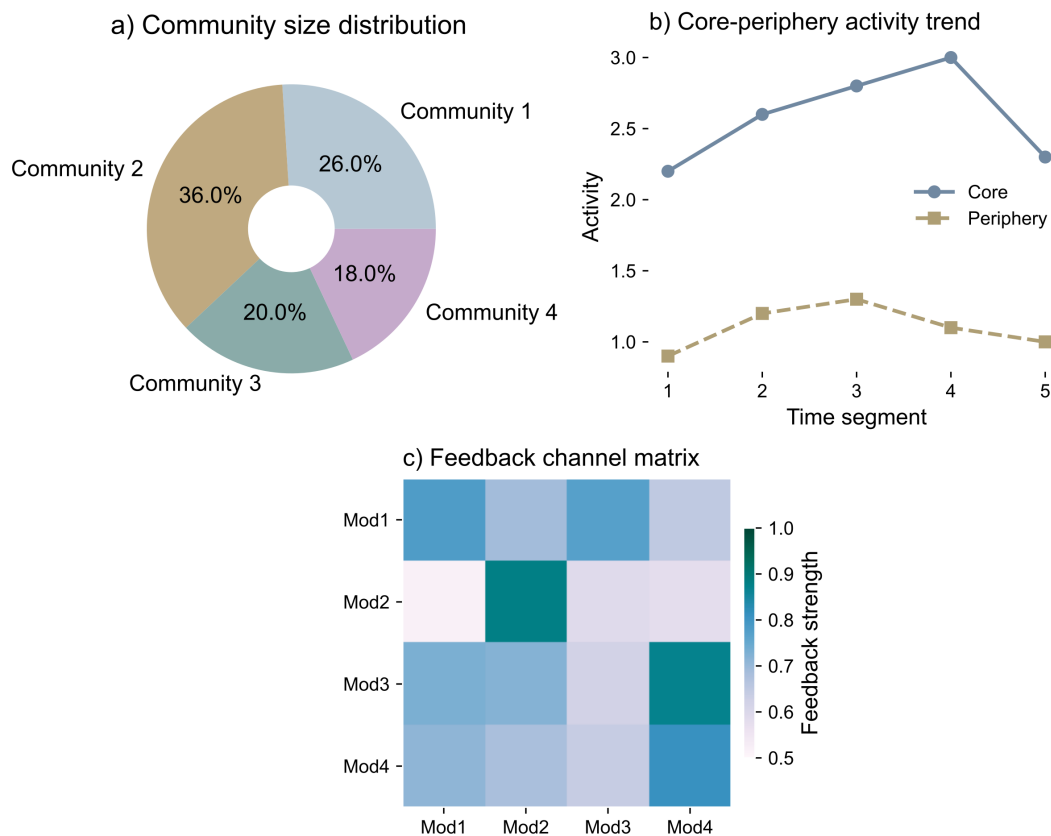 a) Community size distribution
Community 1
26.0%
Community 2
36.0%
18.0%
20.0%
Community 4
Community 3
b) Core-periphery activity trend
3.0
2.5
2.0
1.5
1.0
Activity
Core
Periphery
1 2 3 4 5
Time segment
c) Feedback channel matrix
Mod1
Mod2
Mod3
Mod4
Mod1 Mod2 Mod3 Mod4
1.0
0.9
0.8
0.7
0.6
0.5
Feedback strength